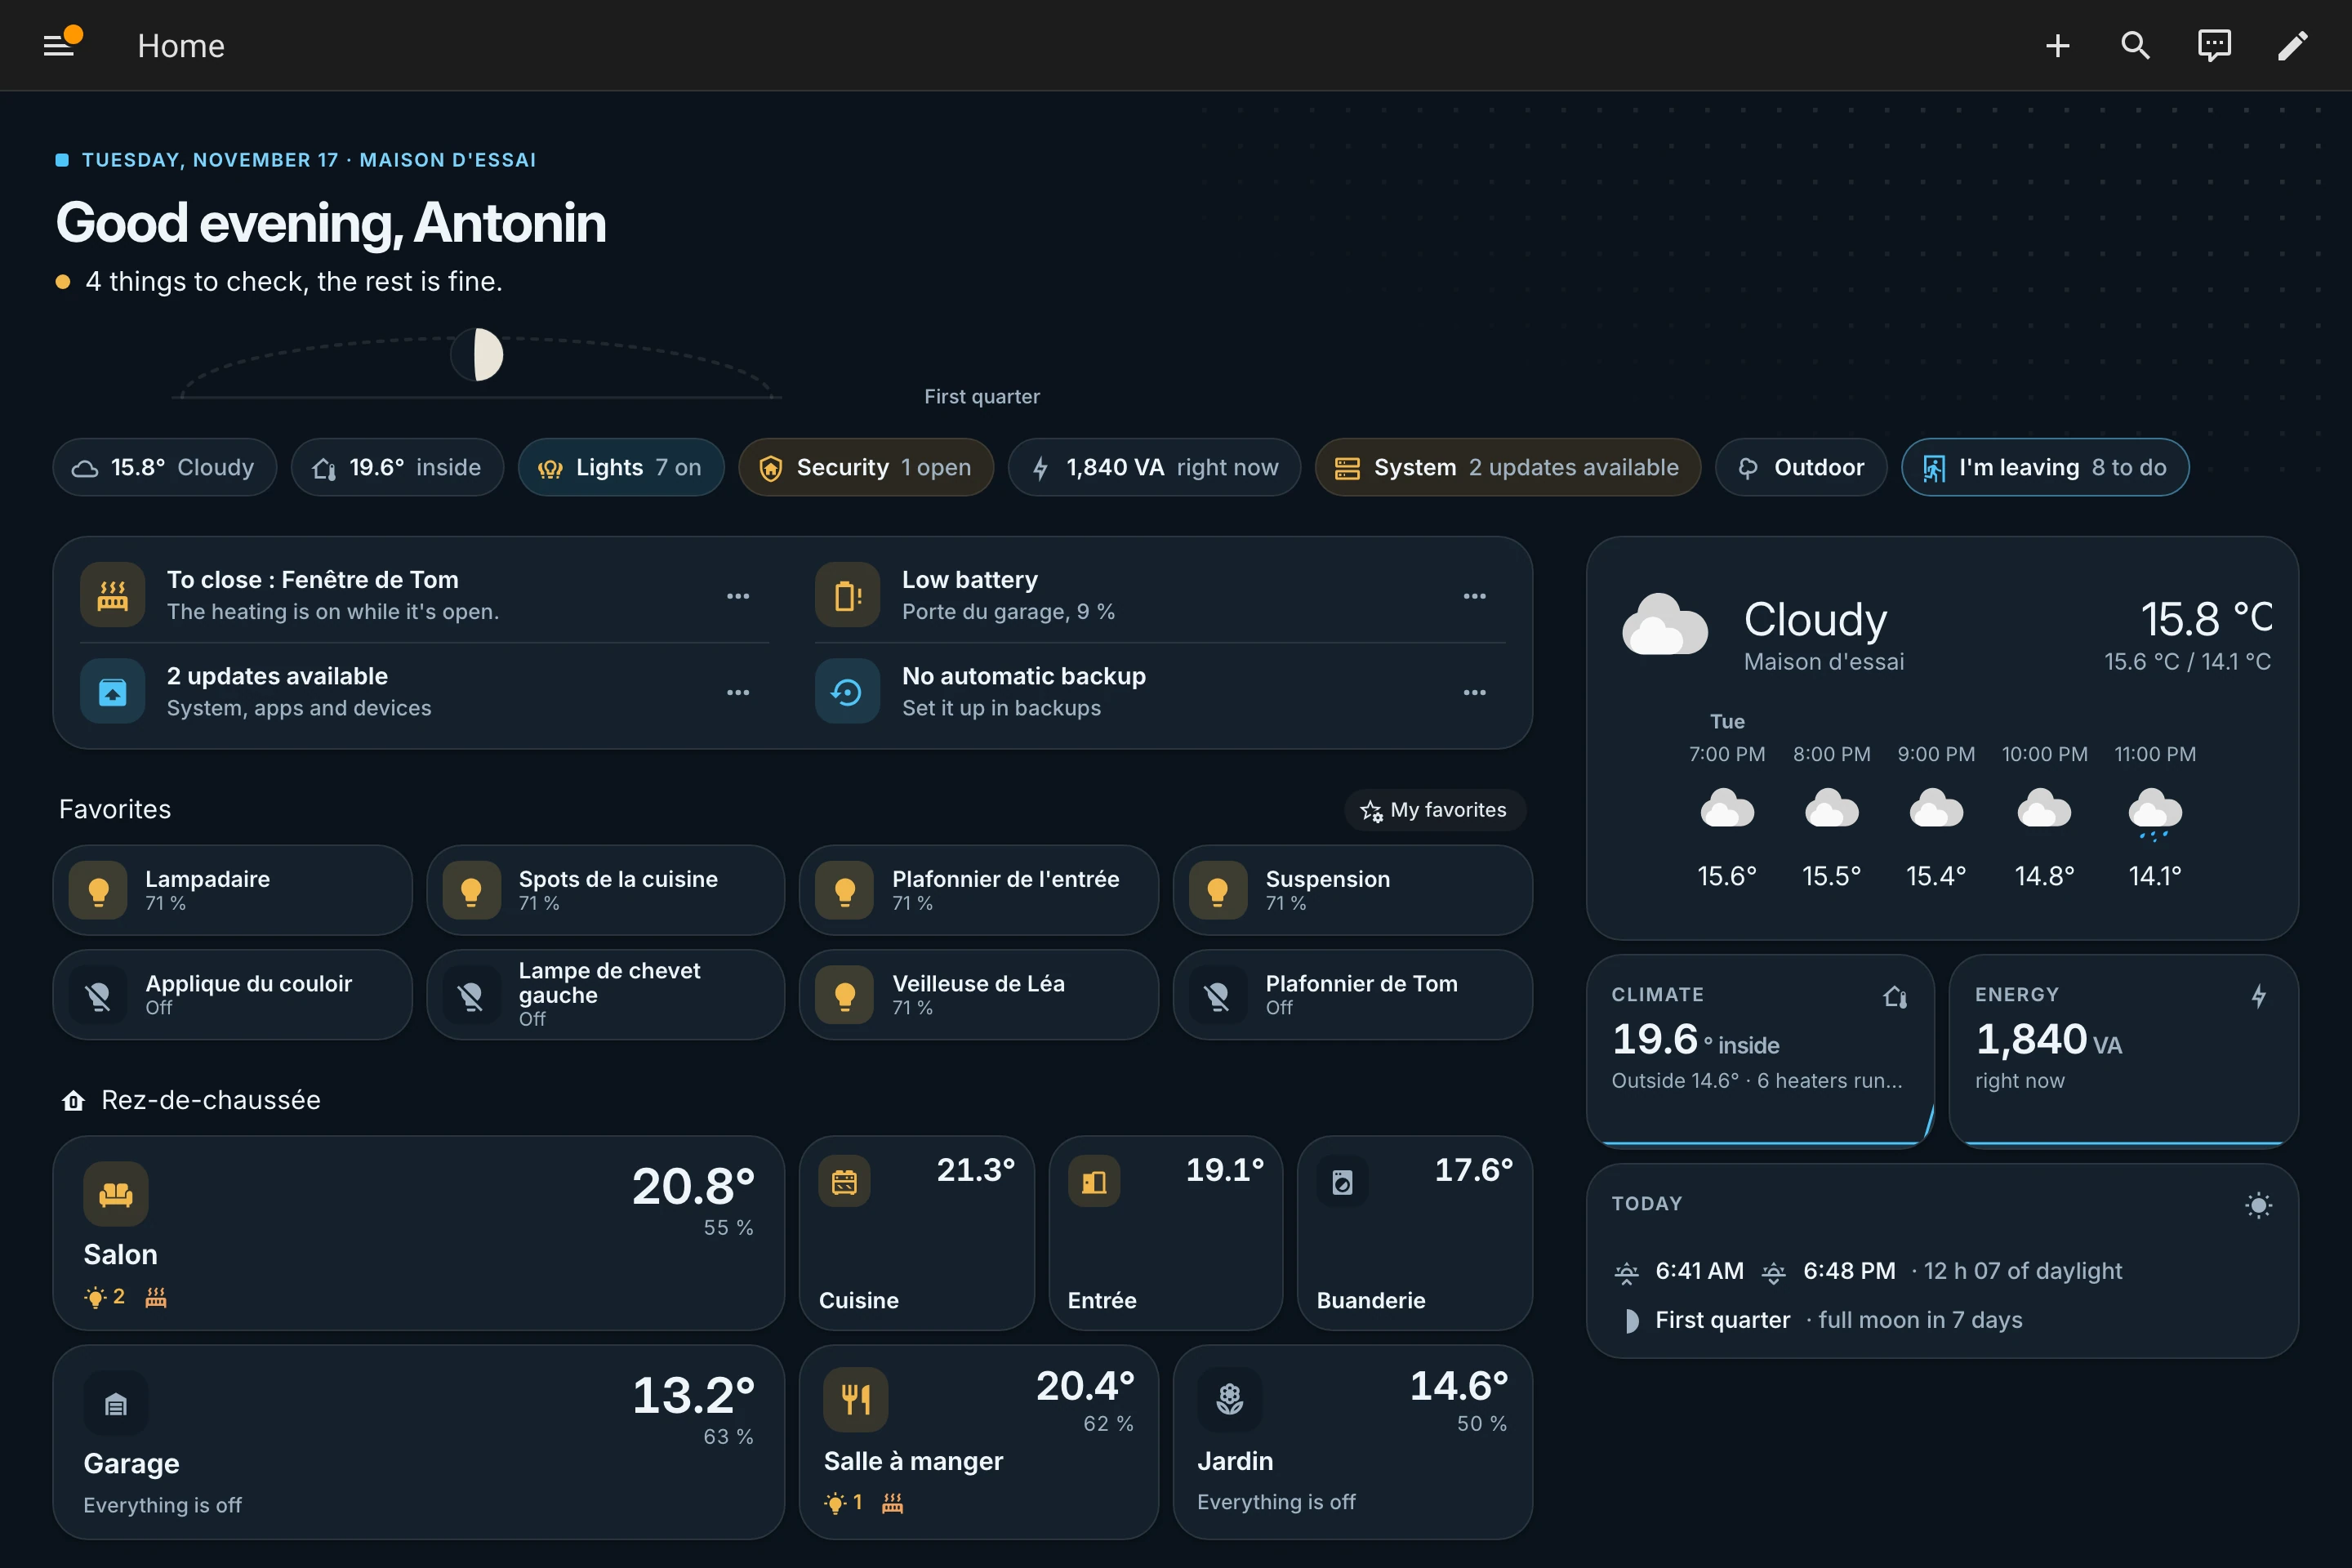 Home
TUESDAY, NOVEMBER 17 · MAISON D'ESSAI
Good evening, Antonin
4 things to check, the rest is fine.
First quarter
15.8° Cloudy
19.6° inside
Lights 7 on
Security 1 open
1,840 VA right now
System 2 updates available
Outdoor
I'm leaving 8 to do
To close : Fenêtre de Tom
The heating is on while it's open.
Low battery
Porte du garage, 9 %
2 updates available
System, apps and devices
No automatic backup
Set it up in backups
Favorites
My favorites
Lampadaire
71 %
Spots de la cuisine
71 %
Plafonnier de l'entrée
71 %
Suspension
71 %
Applique du couloir
Off
Lampe de chevet
gauche
Off
Veilleuse de Léa
71 %
Plafonnier de Tom
Off
Rez-de-chaussée
20.8°
55 %
Salon
2
21.3°
Cuisine
19.1°
Entrée
17.6°
Buanderie
13.2°
63 %
Garage
Everything is off
20.4°
62 %
Salle à manger
1
14.6°
50 %
Jardin
Everything is off
Cloudy
Maison d'essai
15.8 °C
15.6 °C / 14.1 °C
Tue
7:00 PM 8:00 PM 9:00 PM 10:00 PM 11:00 PM
15.6° 15.5° 15.4° 14.8° 14.1°
CLIMATE
19.6 ° inside
Outside 14.6° · 6 heaters run...
ENERGY
1,840 VA
right now
TODAY
6:41 AM 6:48 PM · 12 h 07 of daylight
First quarter · full moon in 7 days